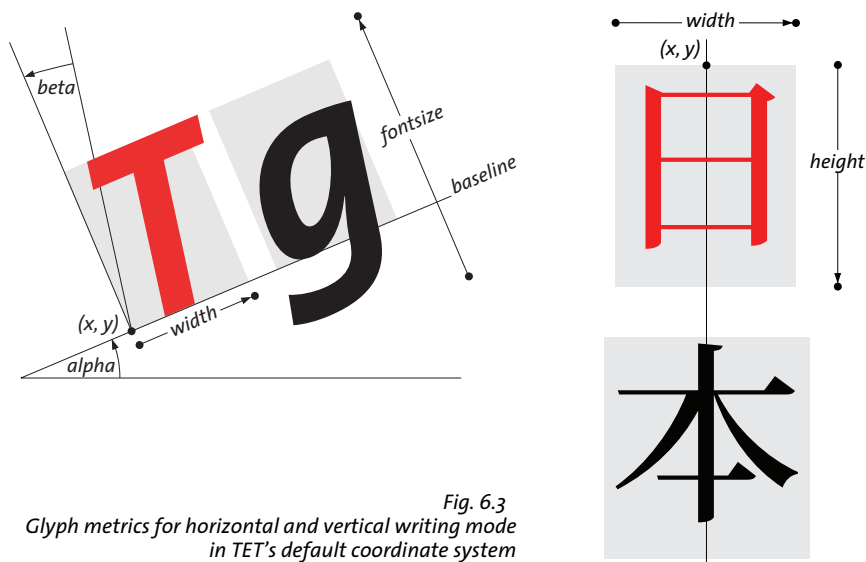 beta
T g
fontsize
baseline
(x, y)
width
alpha
width
(x, y)
日
height
本
Fig. 6.3
Glyph metrics for horizontal and vertical writing mode
in TET’s default coordinate system